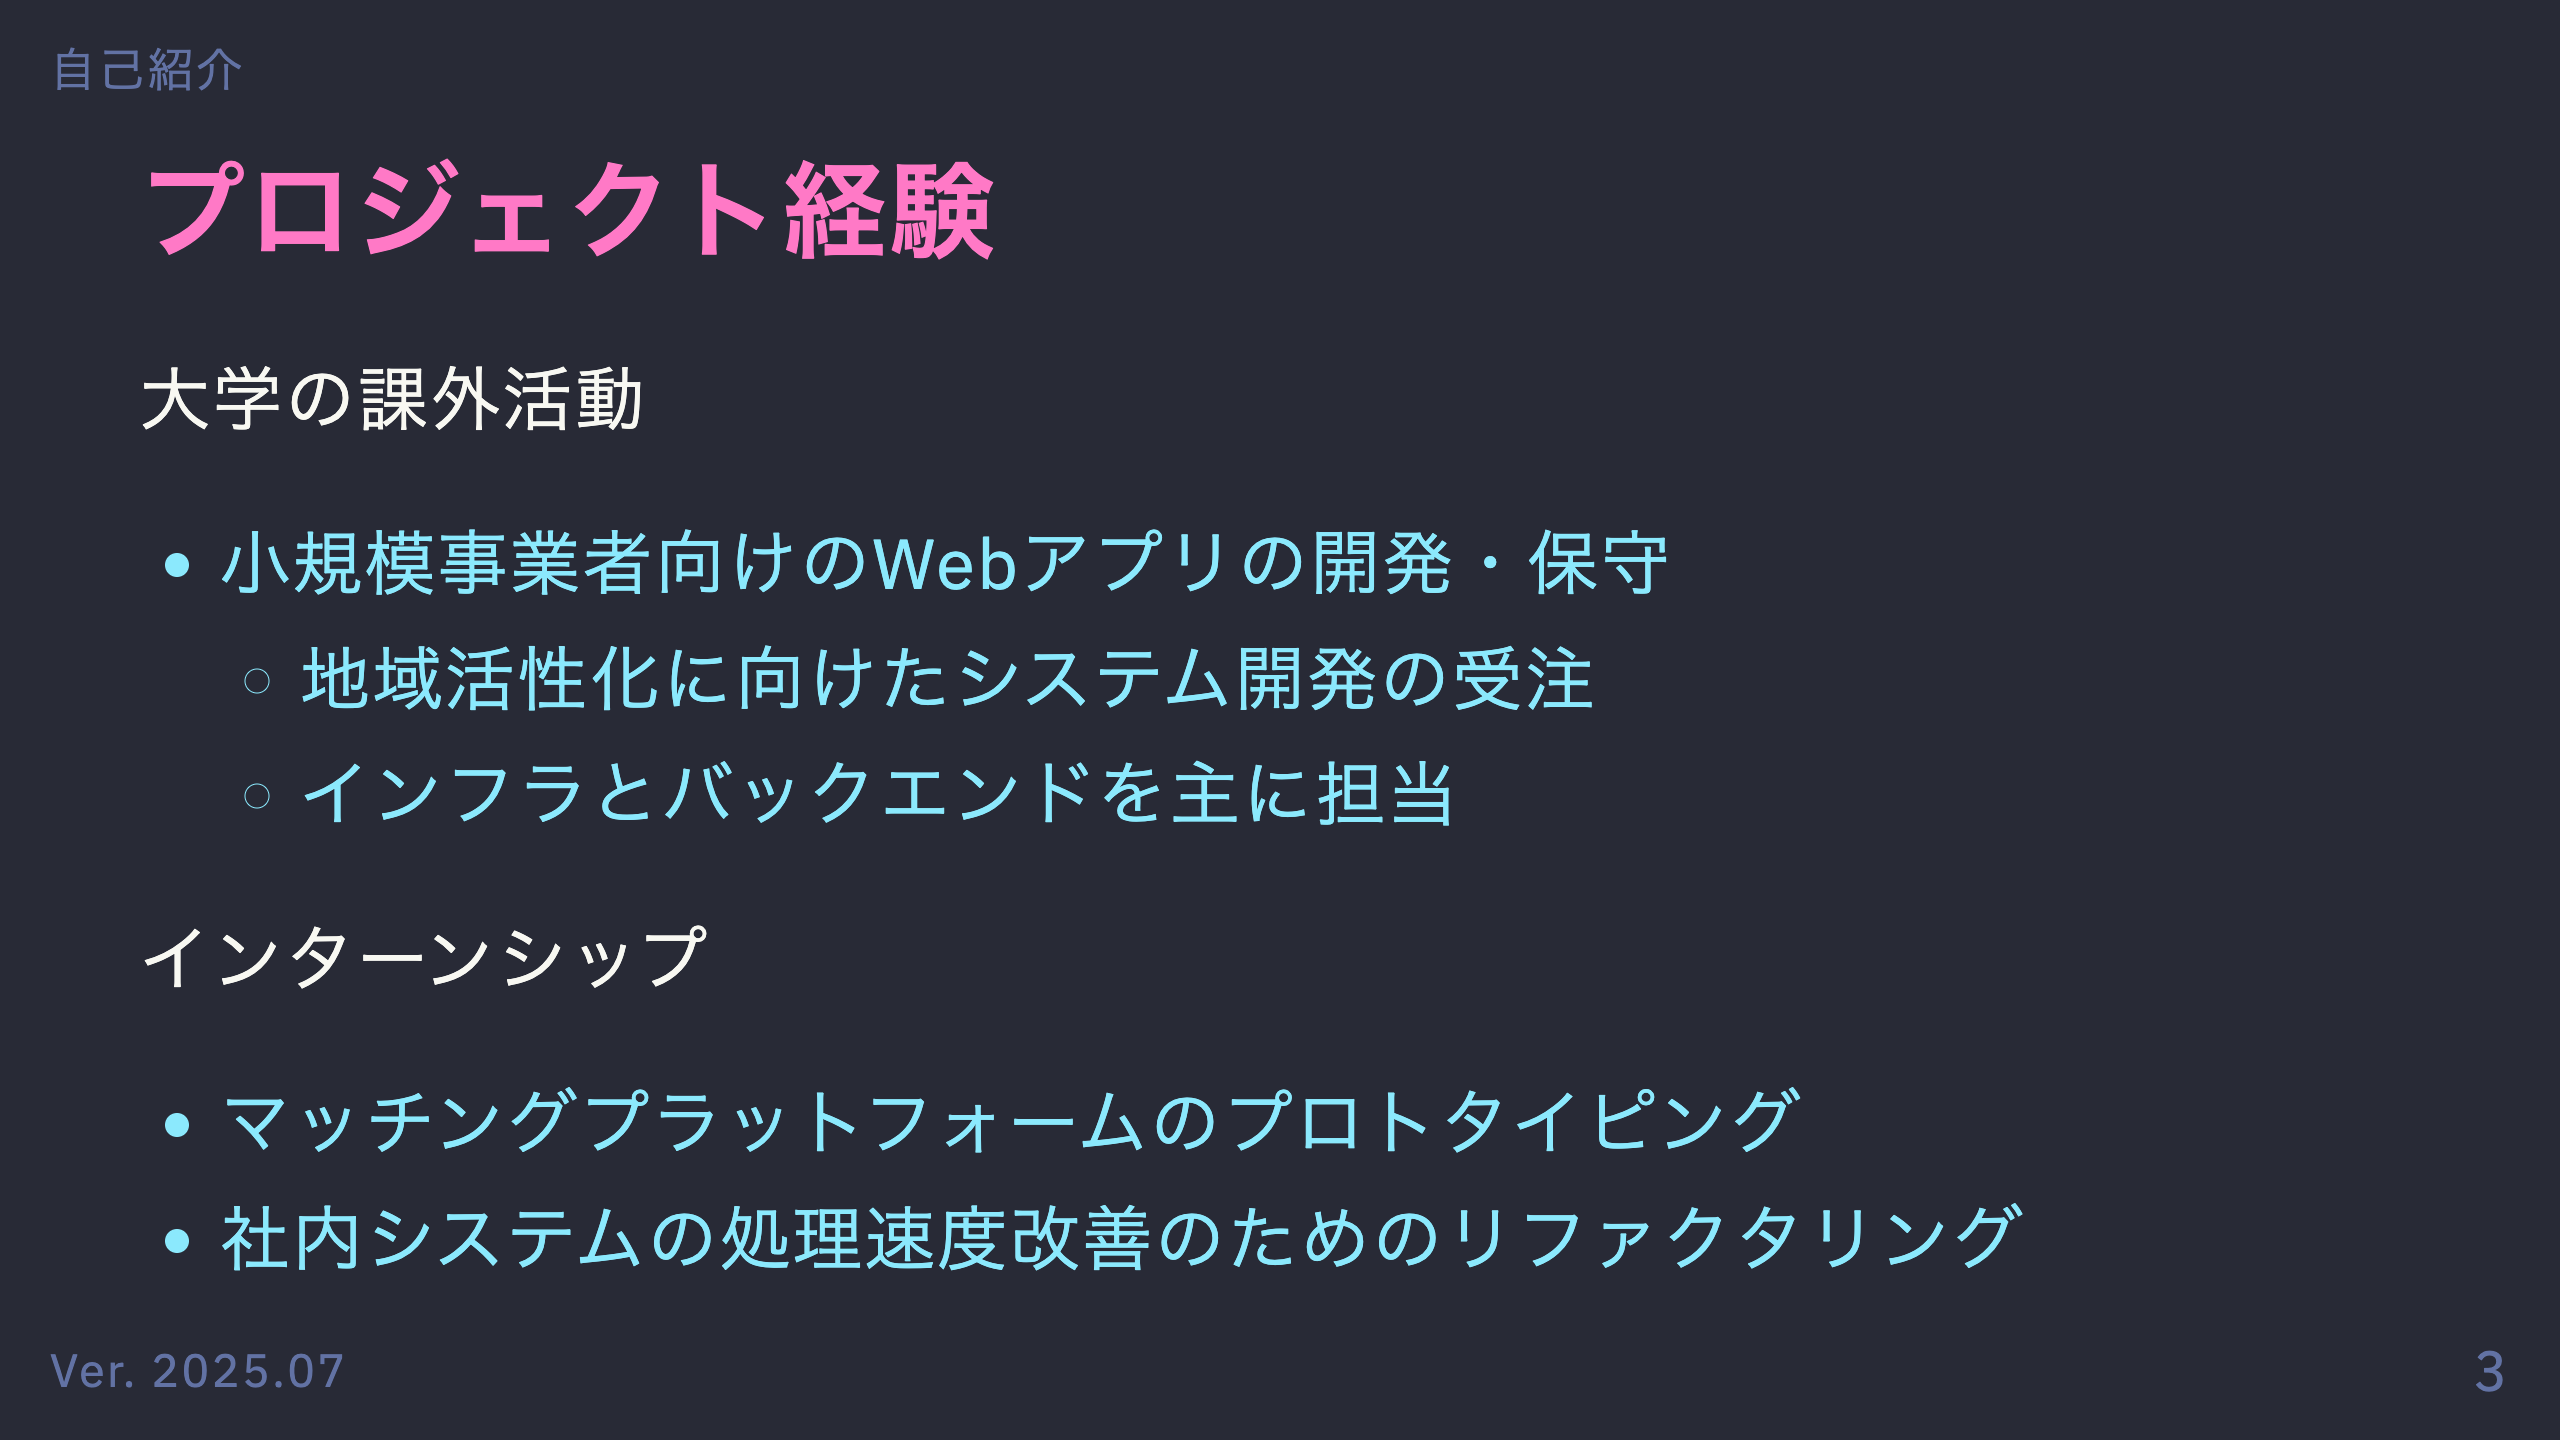 自己紹介
プロジェクト経験
大学の課外活動
• 小規模事業者向けのWebアプリの開発・保守
○ 地域活性化に向けたシステム開発の受注
○ インフラとバックエンドを主に担当
インターンシップ
• マッチングプラットフォームのプロトタイピング
• 社内システムの処理速度改善のためのリファクタリング
Ver. 2025.07
3